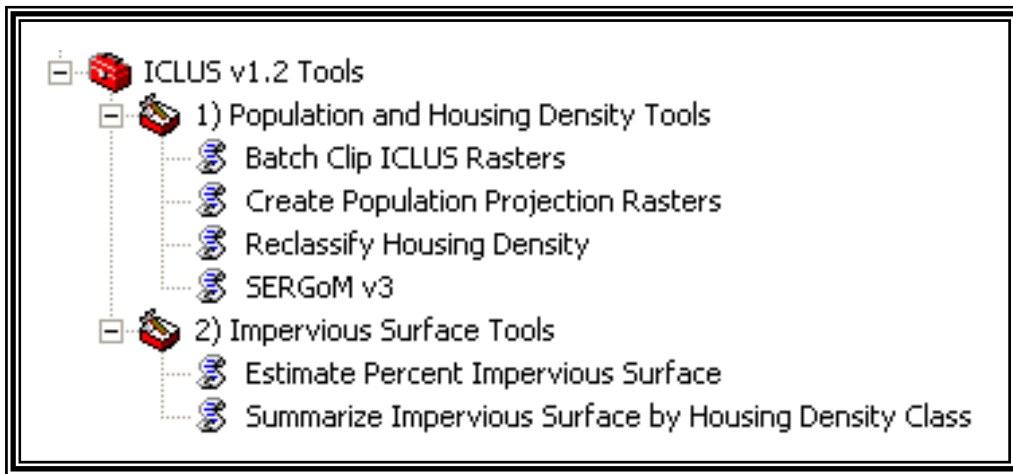 ICLUS v1.2 Tools
1) Population and Housing Density Tools
Batch Clip ICLUS Rasters
Create Population Projection Rasters
Reclassify Housing Density
SERGoM v3
2) Impervious Surface Tools
Estimate Percent Impervious Surface
Summarize Impervious Surface by Housing Density Class